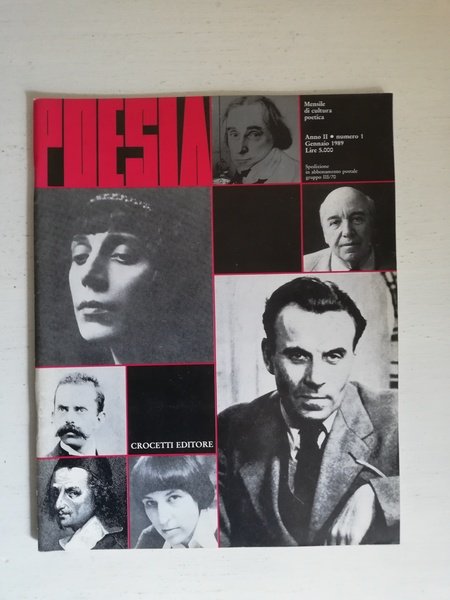 POESIA
Mensile
di cultura
poetica
Anno II • numero 1
Gennaio 1989
Lire 5.000
Spedizione
in abbonamento postale
gruppo III/70
CROCETTI EDITORE